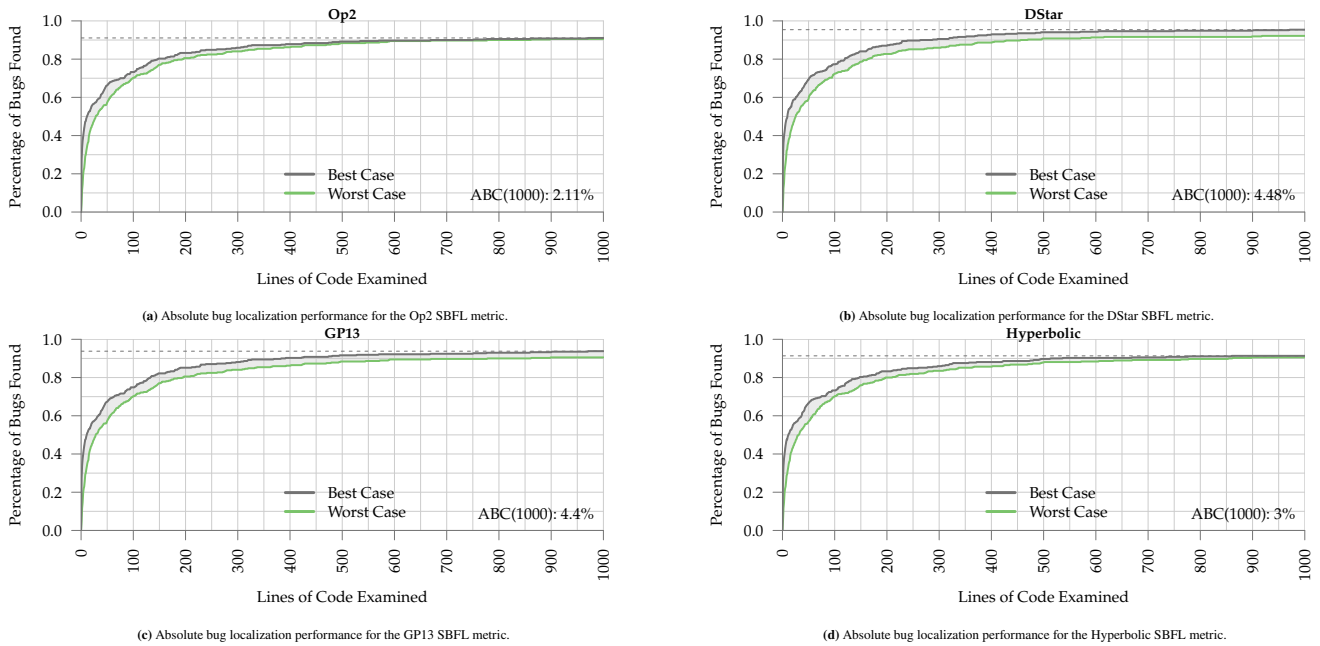 Op2
Percentage of Bugs Found
1.0
0.8
0.6
0.4
0.2
0.0
Best Case
Worst Case
ABC(1000): 2.11%
0 100 200 300 400 500 600 700 800 900 1000
Lines of Code Examined
(a) Absolute bug localization performance for the Op2 SBFL metric.
DStar
Percentage of Bugs Found
1.0
0.8
0.6
0.4
0.2
0.0
Best Case
Worst Case
ABC(1000): 4.48%
0 100 200 300 400 500 600 700 800 900 1000
Lines of Code Examined
(b) Absolute bug localization performance for the DStar SBFL metric.
GP13
Percentage of Bugs Found
1.0
0.8
0.6
0.4
0.2
0.0
Best Case
Worst Case
ABC(1000): 4.4%
0 100 200 300 400 500 600 700 800 900 1000
Lines of Code Examined
(c) Absolute bug localization performance for the GP13 SBFL metric.
Hyperbolic
Percentage of Bugs Found
1.0
0.8
0.6
0.4
0.2
0.0
Best Case
Worst Case
ABC(1000): 3%
0 100 200 300 400 500 600 700 800 900 1000
Lines of Code Examined
(d) Absolute bug localization performance for the Hyperbolic SBFL metric.